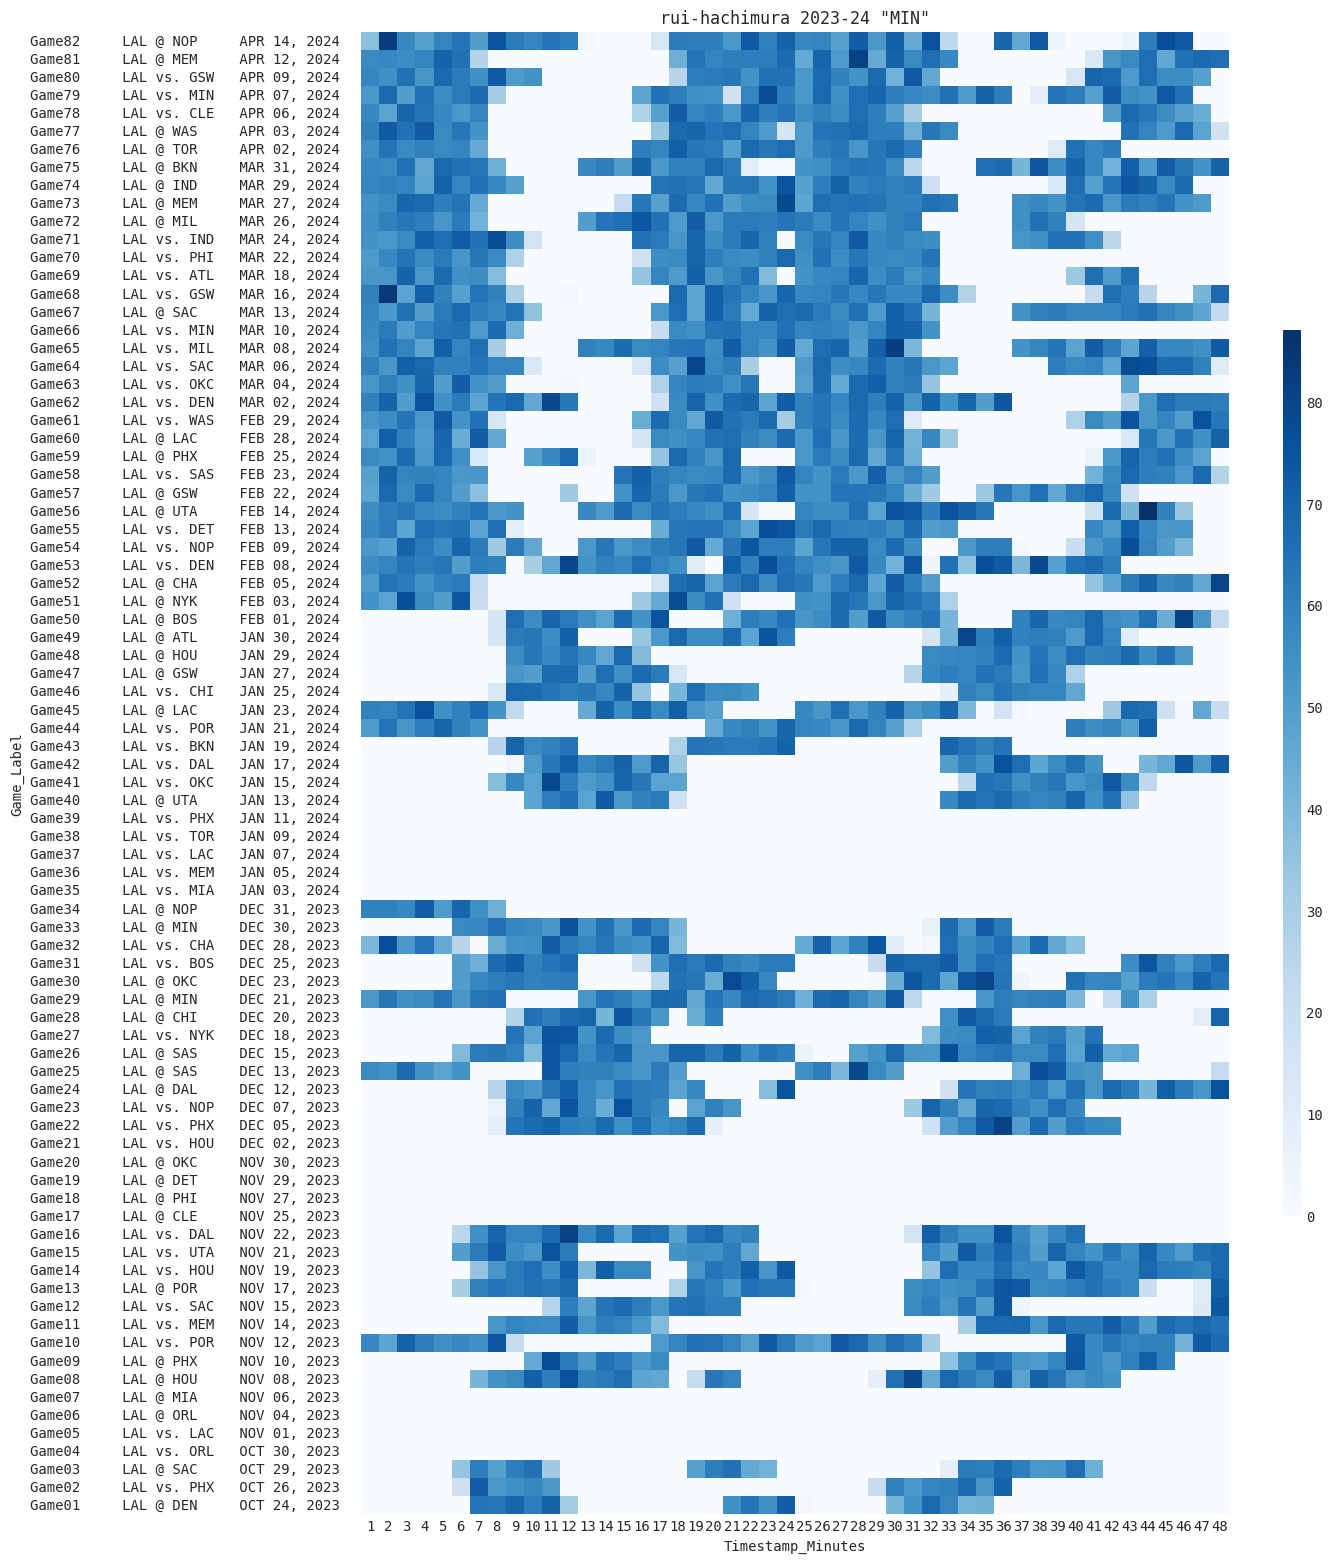 rui-hachimura 2023-24 "MIN"
Game82 LAL @ NOP APR 14, 2024
Game81 LAL @ MEM APR 12, 2024
Game80 LAL vs. GSW APR 09, 2024
Game79 LAL vs. MIN APR 07, 2024
Game78 LAL vs. CLE APR 06, 2024
Game77 LAL @ WAS APR 03, 2024
Game76 LAL @ TOR APR 02, 2024
Game75 LAL @ BKN MAR 31, 2024
Game74 LAL @ IND MAR 29, 2024
Game73 LAL @ MEM MAR 27, 2024
Game72 LAL @ MIL MAR 26, 2024
Game71 LAL vs. IND MAR 24, 2024
Game70 LAL vs. PHI MAR 22, 2024
Game69 LAL vs. ATL MAR 18, 2024
Game68 LAL vs. GSW MAR 16, 2024
Game67 LAL @ SAC MAR 13, 2024
Game66 LAL vs. MIN MAR 10, 2024
Game65 LAL vs. MIL MAR 08, 2024
Game64 LAL vs. SAC MAR 06, 2024
Game63 LAL vs. OKC MAR 04, 2024
Game62 LAL vs. DEN MAR 02, 2024
Game61 LAL vs. WAS FEB 29, 2024
Game60 LAL @ LAC FEB 28, 2024
Game59 LAL @ PHX FEB 25, 2024
Game58 LAL vs. SAS FEB 23, 2024
Game57 LAL @ GSW FEB 22, 2024
Game56 LAL @ UTA FEB 14, 2024
Game55 LAL vs. DET FEB 13, 2024
Game54 LAL vs. NOP FEB 09, 2024
Game53 LAL vs. DEN FEB 08, 2024
Game52 LAL @ CHA FEB 05, 2024
Game51 LAL @ NYK FEB 03, 2024
Game50 LAL @ BOS FEB 01, 2024
Game49 LAL @ ATL JAN 30, 2024
Game48 LAL @ HOU JAN 29, 2024
Game47 LAL @ GSW JAN 27, 2024
Game46 LAL vs. CHI JAN 25, 2024
Game45 LAL @ LAC JAN 23, 2024
Game44 LAL vs. POR JAN 21, 2024
Game43 LAL vs. BKN JAN 19, 2024
Game42 LAL vs. DAL JAN 17, 2024
Game41 LAL vs. OKC JAN 15, 2024
Game40 LAL @ UTA JAN 13, 2024
Game39 LAL vs. PHX JAN 11, 2024
Game38 LAL vs. TOR JAN 09, 2024
Game37 LAL vs. LAC JAN 07, 2024
Game36 LAL vs. MEM JAN 05, 2024
Game35 LAL vs. MIA JAN 03, 2024
Game34 LAL @ NOP DEC 31, 2023
Game33 LAL @ MIN DEC 30, 2023
Game32 LAL vs. CHA DEC 28, 2023
Game31 LAL vs. BOS DEC 25, 2023
Game30 LAL @ OKC DEC 23, 2023
Game29 LAL @ MIN DEC 21, 2023
Game28 LAL @ CHI DEC 20, 2023
Game27 LAL vs. NYK DEC 18, 2023
Game26 LAL @ SAS DEC 15, 2023
Game25 LAL @ SAS DEC 13, 2023
Game24 LAL @ DAL DEC 12, 2023
Game23 LAL vs. NOP DEC 07, 2023
Game22 LAL vs. PHX DEC 05, 2023
Game21 LAL vs. HOU DEC 02, 2023
Game20 LAL @ OKC NOV 30, 2023
Game19 LAL @ DET NOV 29, 2023
Game18 LAL @ PHI NOV 27, 2023
Game17 LAL @ CLE NOV 25, 2023
Game16 LAL vs. DAL NOV 22, 2023
Game15 LAL vs. UTA NOV 21, 2023
Game14 LAL vs. HOU NOV 19, 2023
Game13 LAL @ POR NOV 17, 2023
Game12 LAL vs. SAC NOV 15, 2023
Game11 LAL vs. MEM NOV 14, 2023
Game10 LAL vs. POR NOV 12, 2023
Game09 LAL @ PHX NOV 10, 2023
Game08 LAL @ HOU NOV 08, 2023
Game07 LAL @ MIA NOV 06, 2023
Game06 LAL @ ORL NOV 04, 2023
Game05 LAL vs. LAC NOV 01, 2023
Game04 LAL vs. ORL OCT 30, 2023
Game03 LAL @ SAC OCT 29, 2023
Game02 LAL vs. PHX OCT 26, 2023
Game01 LAL @ DEN OCT 24, 2023
1 2 3 4 5 6 7 8 9 10 11 12 13 14 15 16 17 18 19 20 21 22 23 24 25 26 27 28 29 30 31 32 33 34 35 36 37 38 39 40 41 42 43 44 45 46 47 48
Timestamp_Minutes
Game_Label
80
70
60
50
40
30
20
10
0